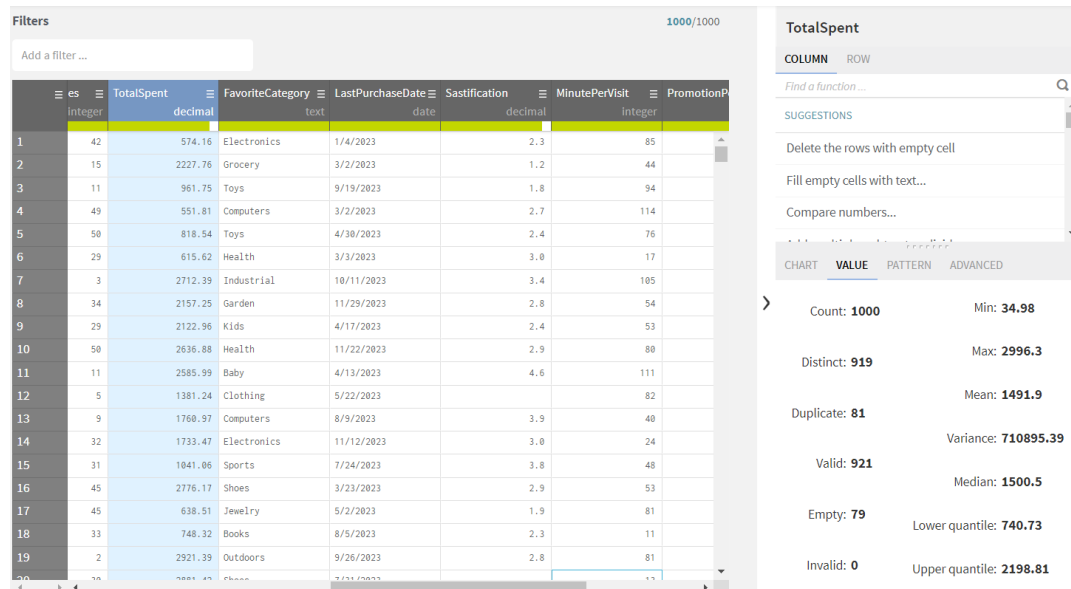 Filters 1000/1000
Add a filter ...
es TotalSpent FavoriteCategory LastPurchaseDate Sastification MinutePerVisit
integer decimal text date decimal integer
1 42 574.16 Electronics 1/4/2023 2.3 85
2 15 2227.76 Grocery 3/2/2023 1.2 44
3 11 961.75 Toys 9/19/2023 1.8 94
4 49 551.81 Computers 3/2/2023 2.7 114
5 50 818.54 Toys 4/30/2023 2.4 76
6 29 615.62 Health 3/3/2023 3.0 17
7 3 2712.39 Industrial 10/11/2023 3.4 105
8 34 2157.25 Garden 11/29/2023 2.8 54
9 29 2122.96 Kids 4/17/2023 2.4 53
10 50 2636.88 Health 11/22/2023 2.9 80
11 11 2585.99 Baby 4/13/2023 4.6 111
12 5 1381.24 Clothing 5/22/2023 82
13 9 1760.97 Computers 8/9/2023 3.9 40
14 32 1733.47 Electronics 11/12/2023 3.0 24
15 31 1041.06 Sports 7/24/2023 3.8 48
16 45 2776.17 Shoes 3/23/2023 2.9 53
17 45 638.51 Jewelry 5/2/2023 1.9 81
18 33 748.32 Books 8/5/2023 2.3 11
19 2 2921.39 Outdoors 9/26/2023 2.8 81
TotalSpent
COLUMN ROW
Find a function ...
SUGGESTIONS
Delete the rows with empty cell
Fill empty cells with text...
Compare numbers...
CHART VALUE PATTERN ADVANCED
Count: 1000
Distinct: 919
Duplicate: 81
Valid: 921
Empty: 79
Invalid: 0
Min: 34.98
Max: 2996.3
Mean: 1491.9
Variance: 710895.39
Median: 1500.5
Lower quantile: 740.73
Upper quantile: 2198.81